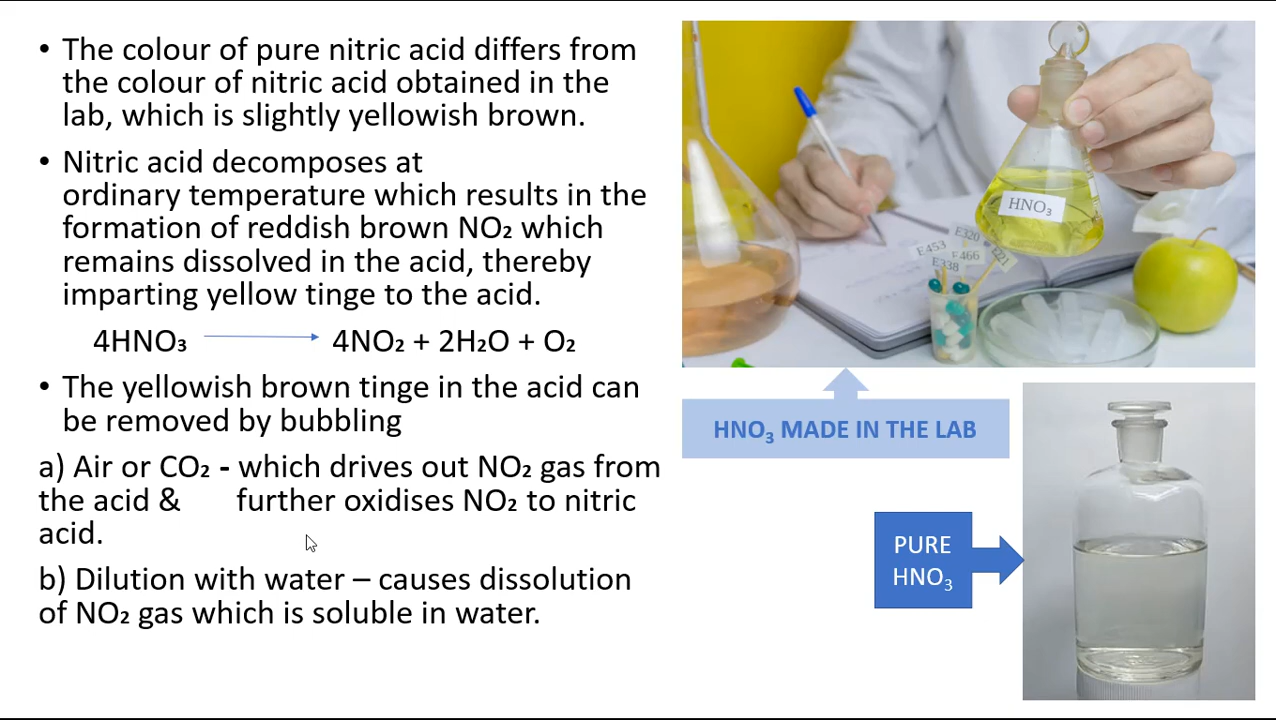 • The colour of pure nitric acid differs from
the colour of nitric acid obtained in the
lab, which is slightly yellowish brown.
• Nitric acid decomposes at
ordinary temperature which results in the
formation of reddish brown NO₂ which
remains dissolved in the acid, thereby
imparting yellow tinge to the acid.
4HNO₃ → 4NO₂ + 2H₂O + O₂
• The yellowish brown tinge in the acid can
be removed by bubbling
a) Air or CO₂ - which drives out NO₂ gas from
the acid & further oxidises NO₂ to nitric
acid.
b) Dilution with water – causes dissolution
of NO₂ gas which is soluble in water.
HNO₃
E320
E453
E466
E221
E338
HNO₃ MADE IN THE LAB
PURE
HNO₃